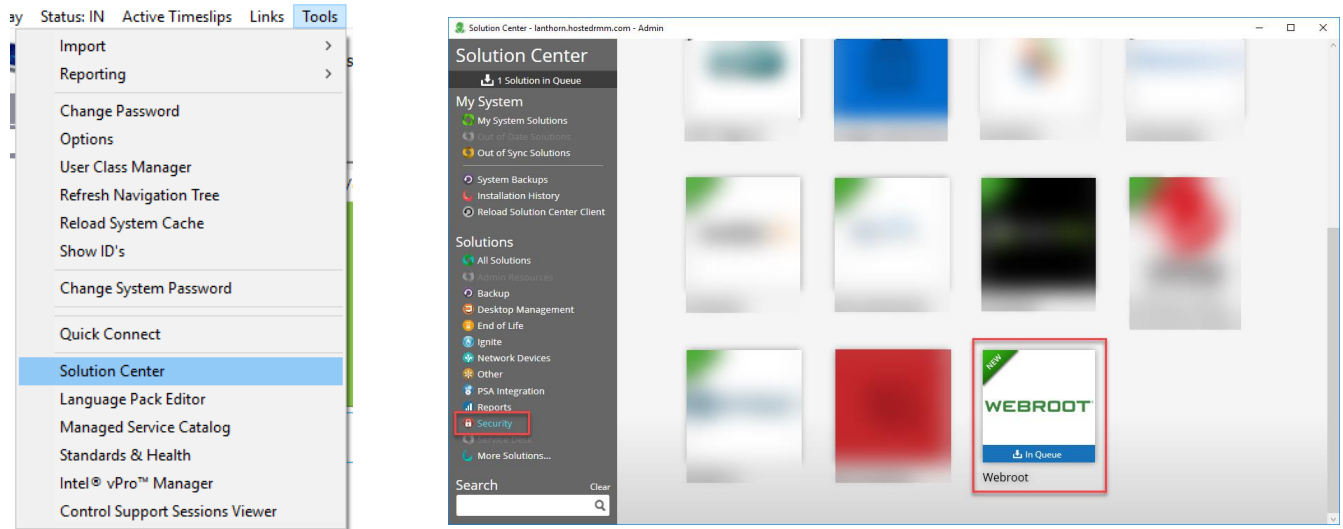 ay Status: IN Active Timeslips Links Tools
Import
Reporting
Change Password
Options
User Class Manager
Refresh Navigation Tree
Reload System Cache
Show ID's
Change System Password
Quick Connect
Solution Center
Language Pack Editor
Managed Service Catalog
Standards & Health
Intel® vPro™ Manager
Control Support Sessions Viewer
Solution Center - lanthorn.hostedrmm.com - Admin
Solution Center
1 Solution in Queue
My System
My System Solutions
Out of Date Solutions
Out of Sync Solutions
System Backups
Installation History
Reload Solution Center Client
Solutions
All Solutions
Admin Resources
Backup
Desktop Management
End of Life
Ignite
Network Devices
Other
PSA Integration
Reports
Security
Service Desk
More Solutions...
Search Clear
NEW
WEBROOT
In Queue
Webroot